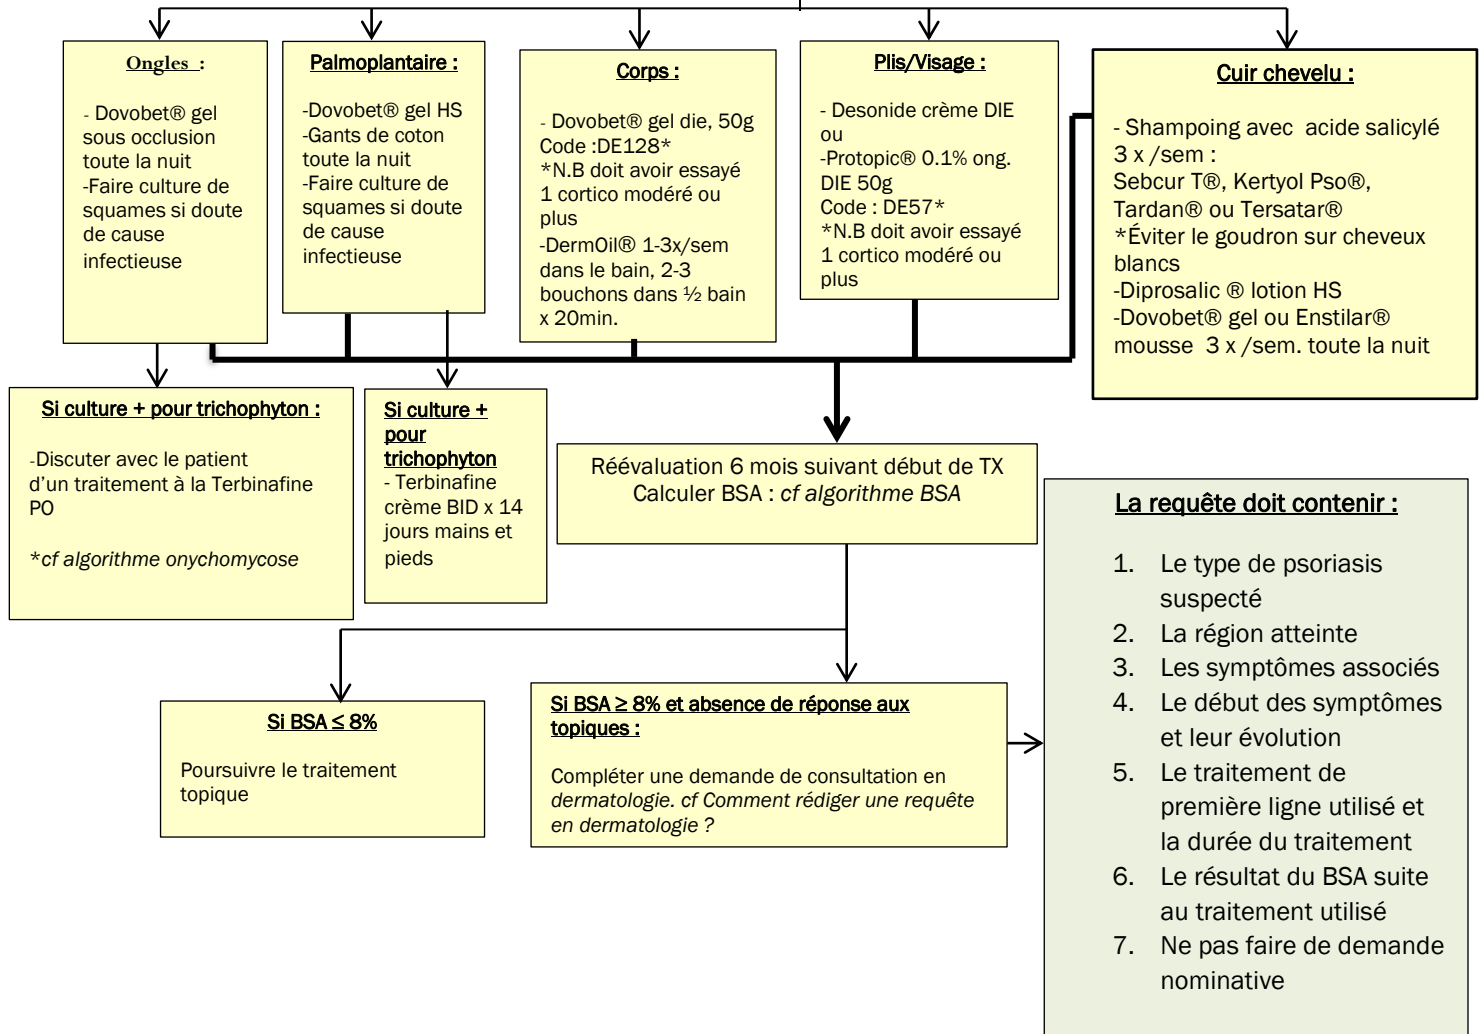 Ongles :
- Dovobet® gel
sous occlusion
toute la nuit
-Faire culture de
squames si doute
de cause
infectieuse
Palmoplantaire :
-Dovobet® gel HS
-Gants de coton
toute la nuit
-Faire culture de
squames si doute
de cause
infectieuse
Corps :
- Dovobet® gel die, 50g
Code :DE128*
*N.B doit avoir essayé
1 cortico modéré ou
plus
-DermOil® 1-3x/sem
dans le bain, 2-3
bouchons dans ½ bain
x 20min.
Plis/Visage :
- Desonide crème DIE
ou
-Protopic® 0.1% ong.
DIE 50g
Code : DE57*
*N.B doit avoir essayé
1 cortico modéré ou
plus
Cuir chevelu :
- Shampoing avec acide salicylé
3 x /sem :
Sebcur T®, Kertyol Pso®,
Tardan® ou Tersatar®
*Éviter le goudron sur cheveux
blancs
-Diprosalic ® lotion HS
-Dovobet® gel ou Enstilar®
mousse 3 x /sem. toute la nuit
Si culture + pour trichophyton :
-Discuter avec le patient
d'un traitement à la Terbinafine
PO
*cf algorithme onychomycose
Si culture +
pour
trichophyton
- Terbinafine
crème BID x 14
jours mains et
pieds
Réévaluation 6 mois suivant début de TX
Calculer BSA : cf algorithme BSA
Si BSA ≤ 8%
Poursuivre le traitement
topique
Si BSA ≥ 8% et absence de réponse aux
topiques :
Compléter une demande de consultation en
dermatologie. cf Comment rédiger une requête
en dermatologie ?
La requête doit contenir :
1. Le type de psoriasis
suspecté
2. La région atteinte
3. Les symptômes associés
4. Le début des symptômes
et leur évolution
5. Le traitement de
première ligne utilisé et
la durée du traitement
6. Le résultat du BSA suite
au traitement utilisé
7. Ne pas faire de demande
nominative